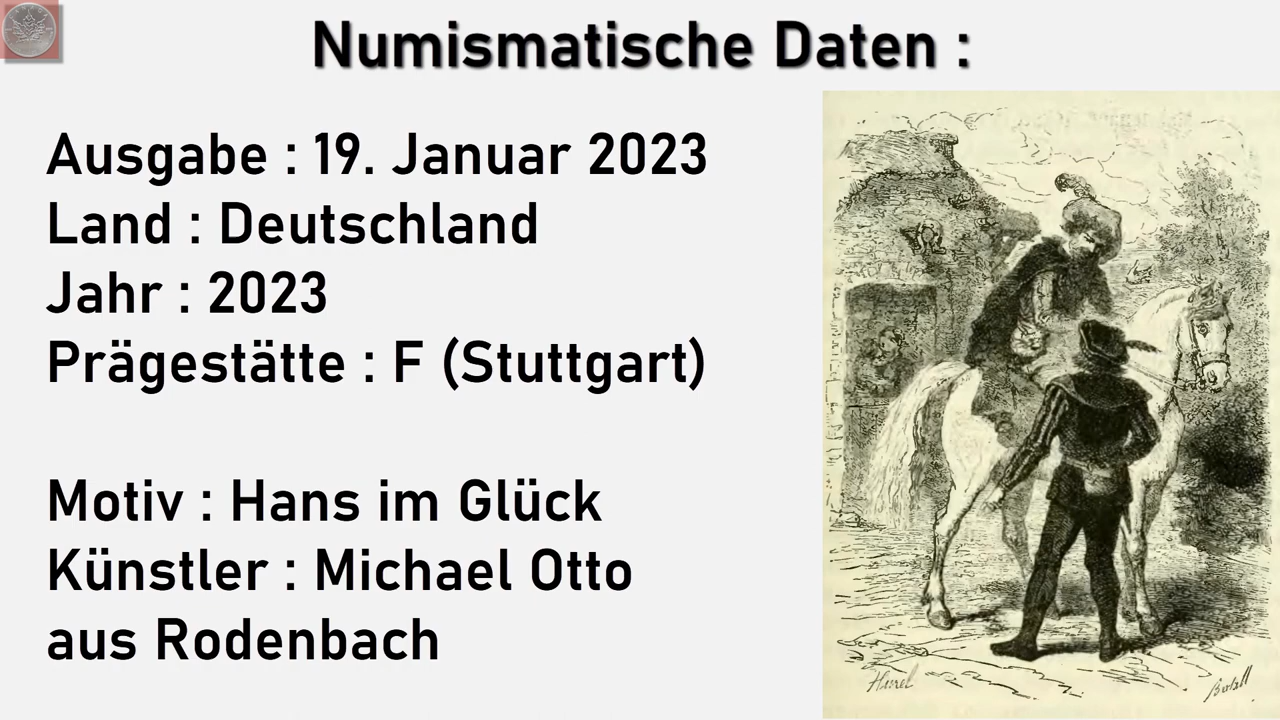 Numismatische Daten :
Ausgabe : 19. Januar 2023
Land : Deutschland
Jahr : 2023
Prägestätte : F (Stuttgart)
Motiv : Hans im Glück
Künstler : Michael Otto
aus Rodenbach